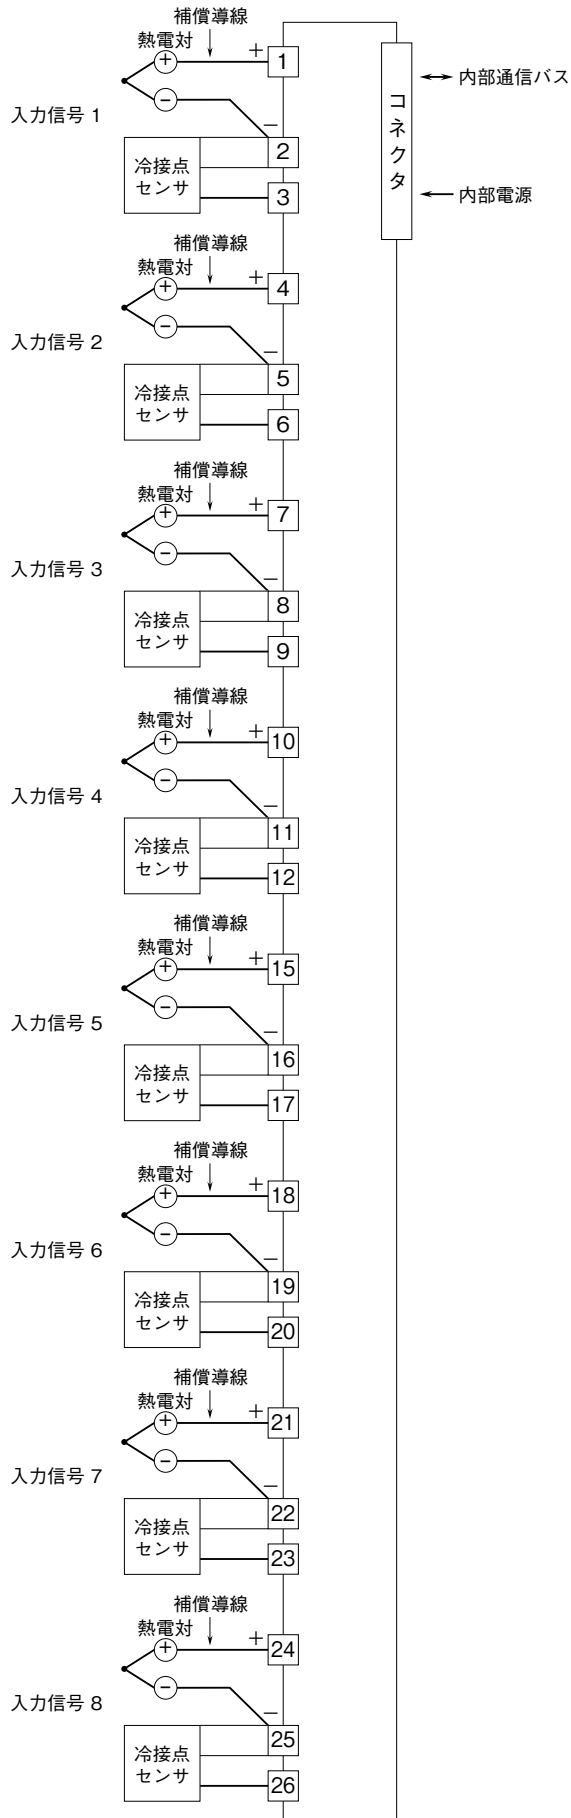 補償導線
熱電対
+
1
+
−
入力信号 1
−
冷接点
センサ
2
3
コネクタ
内部通信バス
内部電源
補償導線
熱電対
+
4
+
−
入力信号 2
−
冷接点
センサ
5
6
補償導線
熱電対
+
7
+
−
入力信号 3
−
冷接点
センサ
8
9
補償導線
熱電対
+
10
+
−
入力信号 4
−
冷接点
センサ
11
12
補償導線
熱電対
+
15
+
−
入力信号 5
−
冷接点
センサ
16
17
補償導線
熱電対
+
18
+
−
入力信号 6
−
冷接点
センサ
19
20
補償導線
熱電対
+
21
+
−
入力信号 7
−
冷接点
センサ
22
23
補償導線
熱電対
+
24
+
−
入力信号 8
−
冷接点
センサ
25
26